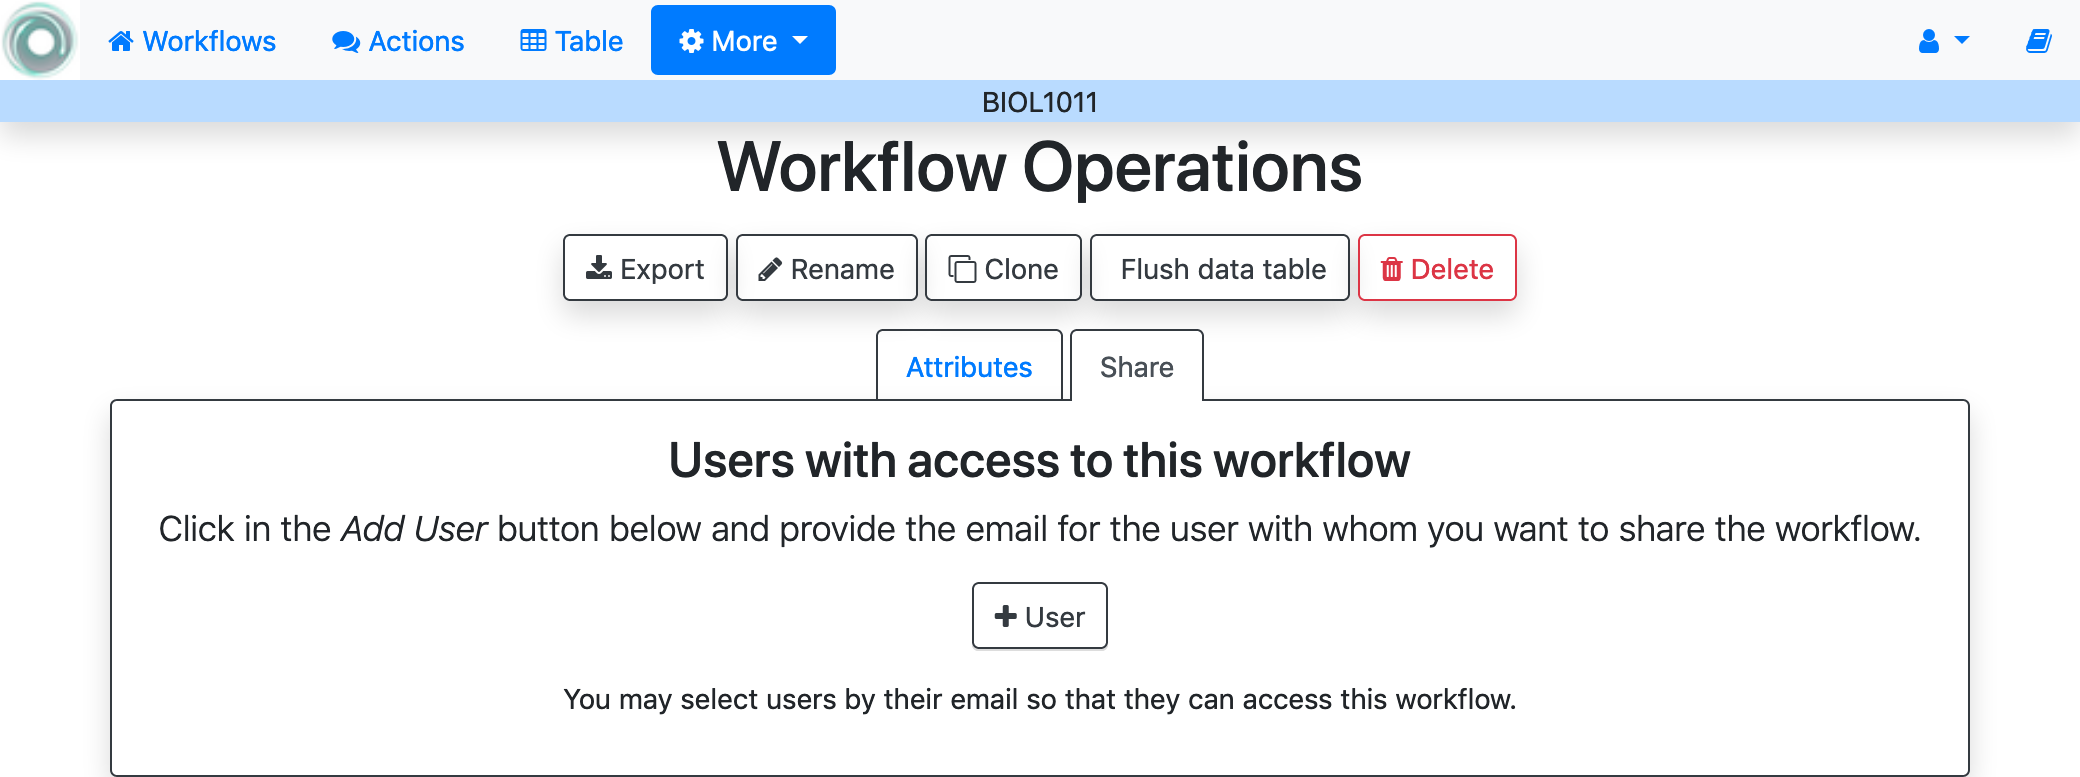 Workflows Actions Table More
BIOL1011
Workflow Operations
Export Rename Clone Flush data table Delete
Attributes Share
Users with access to this workflow
Click in the Add User button below and provide the email for the user with whom you want to share the workflow.
User
You may select users by their email so that they can access this workflow.